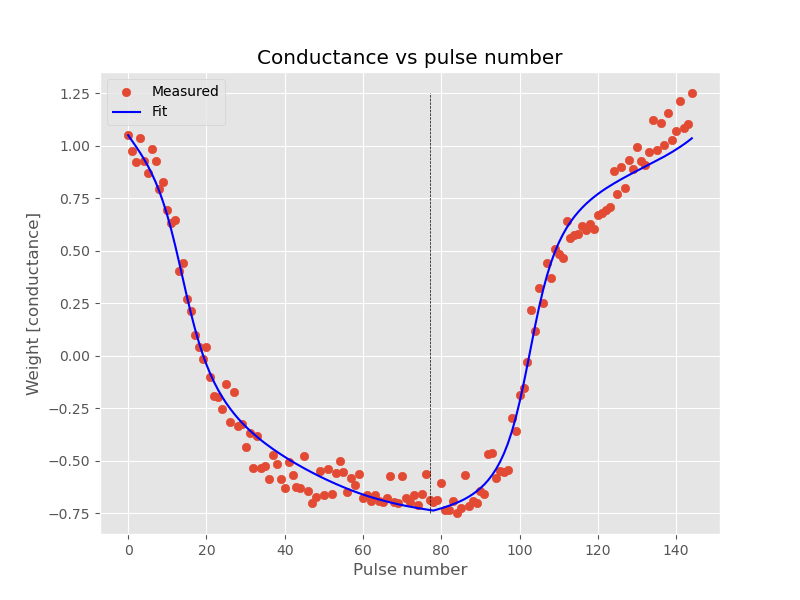 Conductance vs pulse number
Measured
Fit
Weight [conductance]
1.25
1.00
0.75
0.50
0.25
0.00
−0.25
−0.50
−0.75
0 20 40 60 80 100 120 140
Pulse number